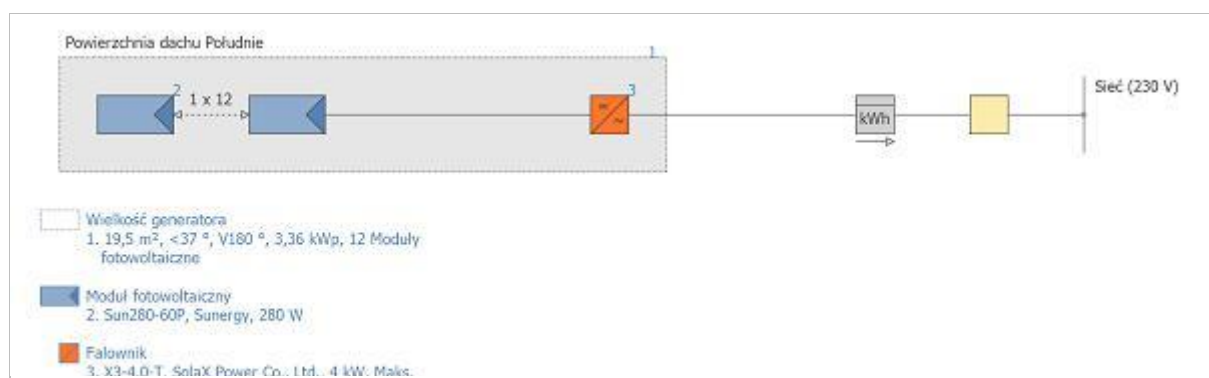 Powierzchnia dachu Południe
1
2
1 x 12
3
kWh
Sieć (230 V)
Wielkość generatora
1. 19,5 m², <37 °, V180 °, 3,36 kWp, 12 Moduły
fotowoltaiczne
Moduł fotowoltaiczny
2. Sun280-60P, Sunergy, 280 W
Falownik
3. X3-4.0-T, SolaX Power Co., Ltd., 4 kW, Maks.